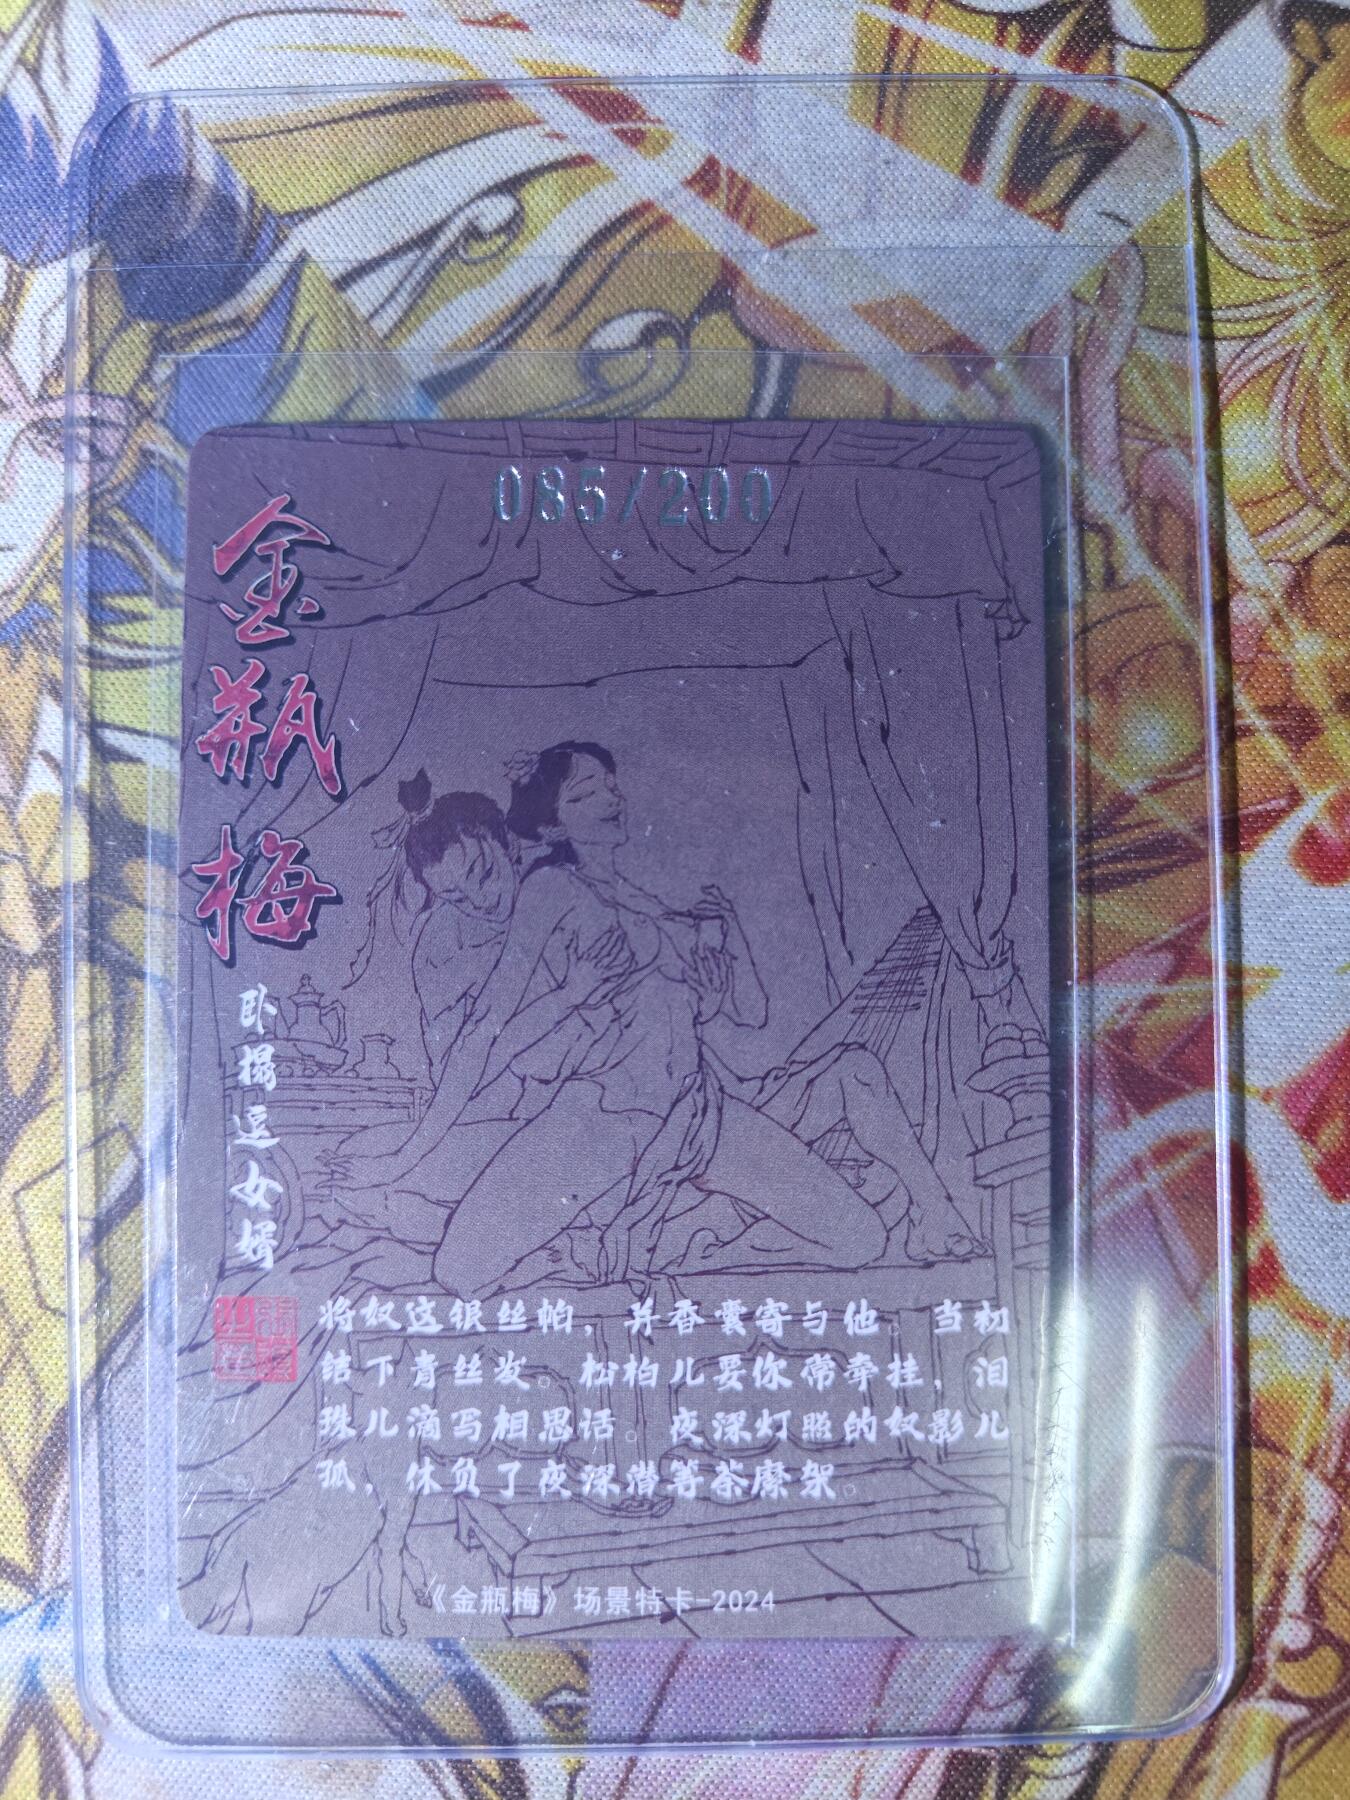 085/200
金瓶梅
卧榻逗女婿
将奴这银丝帕，并香囊寄与他。当初
结下青丝发。松柏儿要你常牵挂，泪
珠儿滴写相思话。夜深灯照的奴影儿
孤，休负了夜深潜等荼縻架。
《金瓶梅》场景特卡-2024